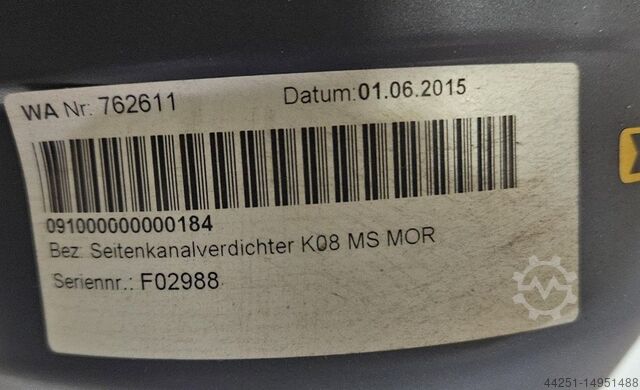 WA Nr: 762611 Datum:01.06.2015
091000000000184
Bez: Seitenkanalverdichter K08 MS MOR
Seriennr.: F02988
44251-14951488